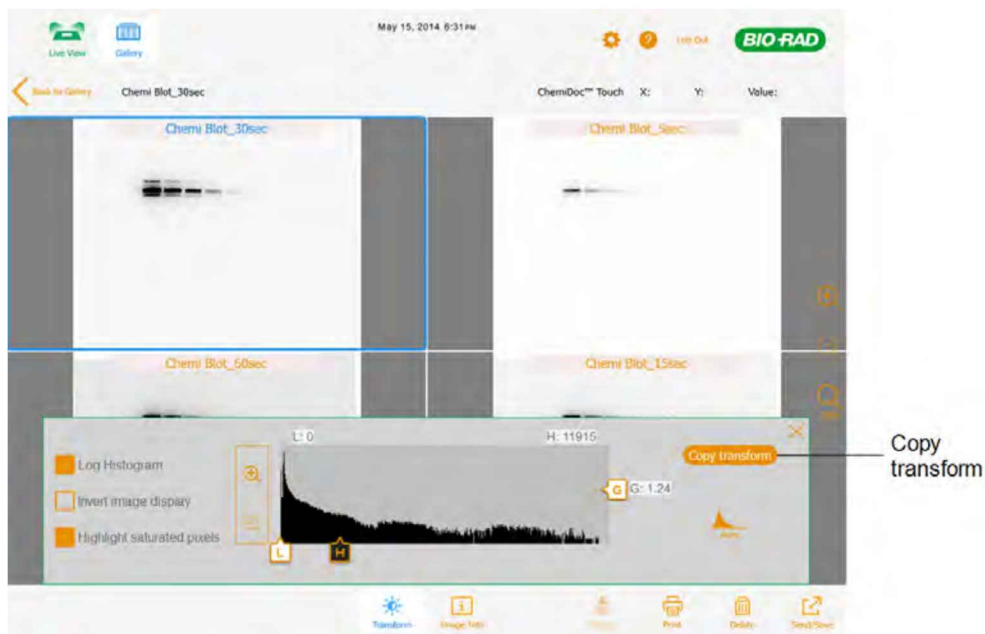 May 15, 2014 6:31 PM
Live View
Gallery
Log Out
BIO-RAD
Back to Gallery
Chemi Blot_30sec
ChemiDoc™ Touch X: Y: Value:
Chemi Blot_30sec
Chemi Blot_5sec
Chemi Blot_60sec
Chemi Blot_15sec
L: 0
H: 11915
Copy transform
Copy
transform
Log Histogram
G
G: 1.24
Invert image display
Highlight saturated pixels
L
H
Transform
Image Info
Print
Delete
Send/Save